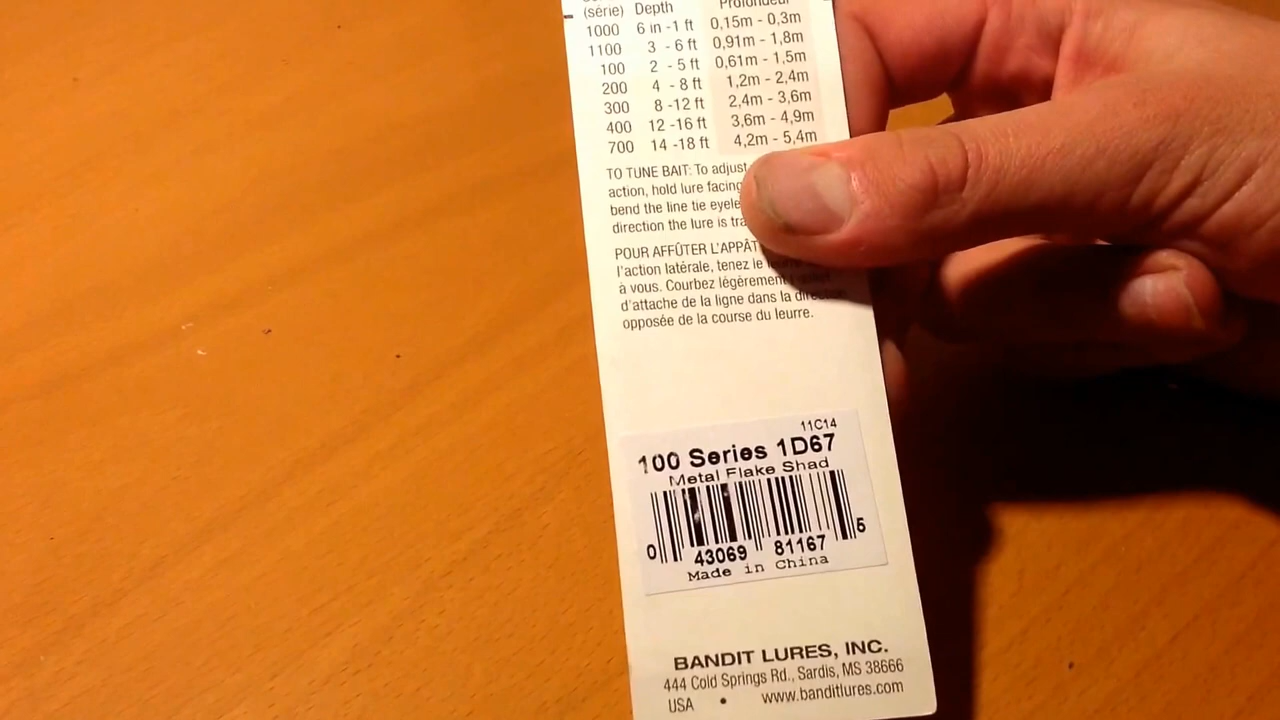 (série) Depth Profondeur
1000 6 in -1 ft 0,15m - 0,3m
1100 3 - 6 ft 0,91m - 1,8m
100 2 - 5 ft 0,61m - 1,5m
200 4 - 8 ft 1,2m - 2,4m
300 8 -12 ft 2,4m - 3,6m
400 12 -16 ft 3,6m - 4,9m
700 14 -18 ft 4,2m - 5,4m
TO TUNE BAIT: To adjust
action, hold lure facing
bend the line tie
direction the lure is
POUR AFFÛTER L'APPÂT
l'action latérale, tenez le
à vous. Courbez légèrement
d'attache de la ligne dans la direction
opposée de la course du leurre.
11C14
100 Series 1D67
Metal Flake Shad
0 43069 81167 5
Made in China
BANDIT LURES, INC.
444 Cold Springs Rd., Sardis, MS 38666
USA • www.banditlures.com